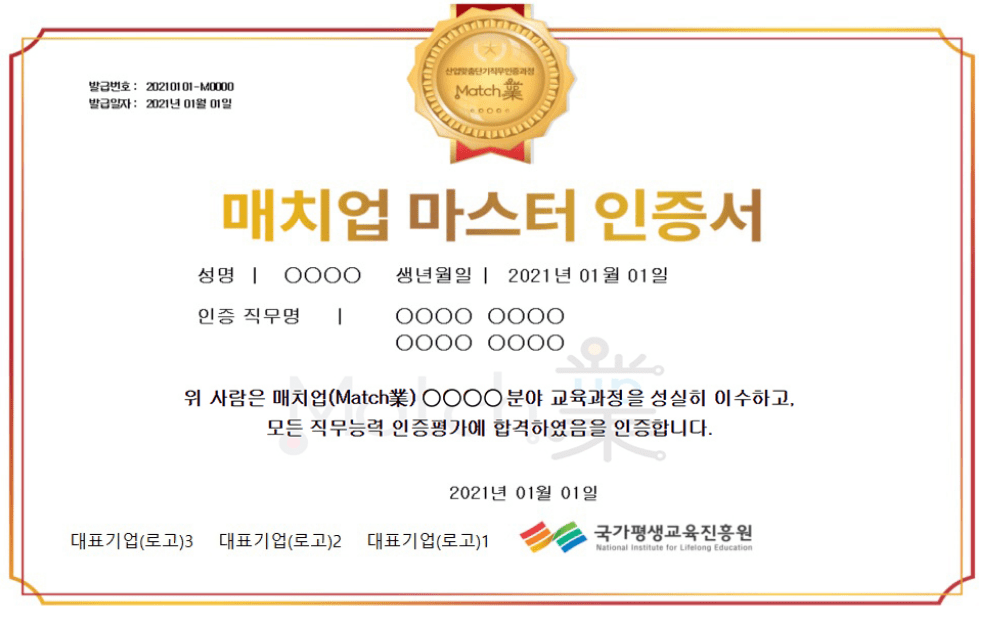 산업맞춤단기직무인증과정
Match業
발급번호 : 20210101-M0000
발급일자 : 2021년 01월 01일
매치업 마스터 인증서
성명 | ○○○○ 생년월일 | 2021년 01월 01일
인증 직무명 | ○○○○ ○○○○
○○○○ ○○○○
위 사람은 매치업(Match業) ○○○○ 분야 교육과정을 성실히 이수하고,
모든 직무능력 인증평가에 합격하였음을 인증합니다.
Match業
up
2021년 01월 01일
대표기업(로고)3 대표기업(로고)2 대표기업(로고)1 국가평생교육진흥원
National Institute for Lifelong Education